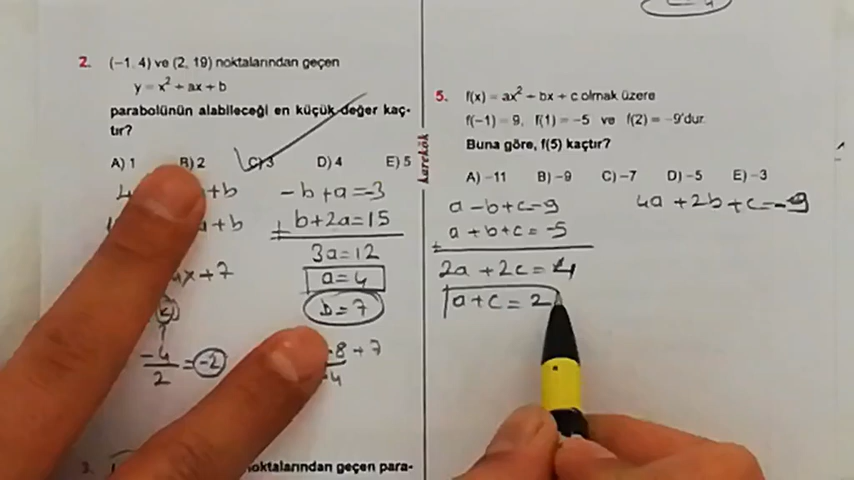 2. (-1, 4) ve (2, 19) noktalarından geçen
y = x² + ax + b
parabolünün alabileceği en küçük değer kaç-
tır?
A) 1 B) 2 C) 3 D) 4 E) 5
+b -b+a=-3
a+b b+2a=15
+
3a=12
x+7 a=4
b=7
-4/2 = -2
-8+7
-4
3.
noktalarından geçen para-
karekök
5. f(x) = ax² + bx + c olmak üzere
f(-1) = 9, f(1) = -5 ve f(2) = -9'dur.
Buna göre, f(5) kaçtır?
A) -11 B) -9 C) -7 D) -5 E) -3
a-b+c=9 4a+2b+c=-9
a+b+c=-5
+
2a+2c=4
a+c=2